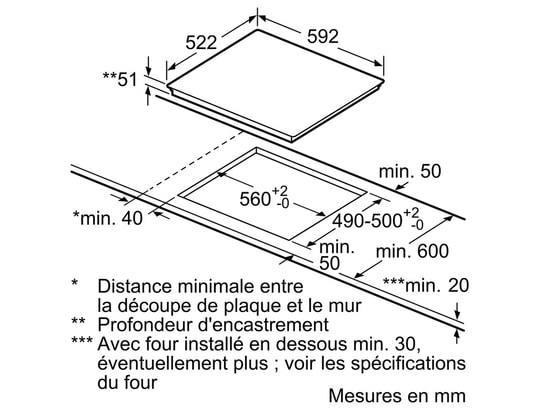 522
592
**51
min. 50
560+2-0
*min. 40
490-500+2-0
min. 50
min. 600
***min. 20
* Distance minimale entre
la découpe de plaque et le mur
** Profondeur d'encastrement
*** Avec four installé en dessous min. 30,
éventuellement plus ; voir les spécifications
du four
Mesures en mm